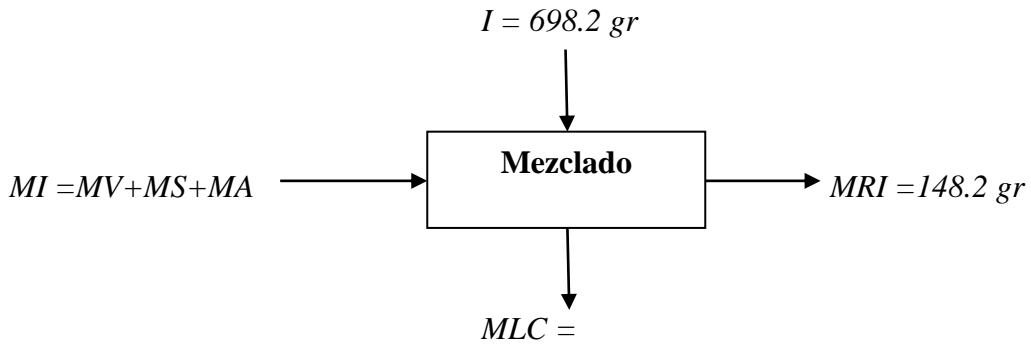 I = 698.2 gr
Mezclado
MI =MV+MS+MA
MRI =148.2 gr
MLC =